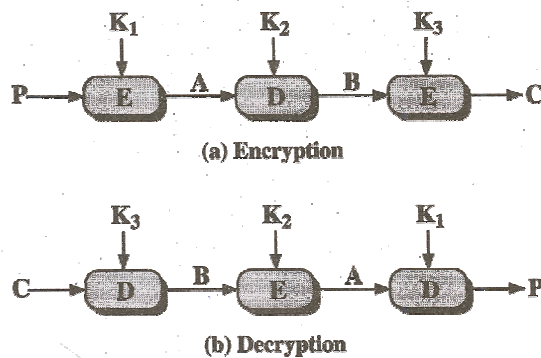 K1 K2 K3
P E A D B E C
(a) Encryption
K3 K2 K1
C D B E A D P
(b) Decryption